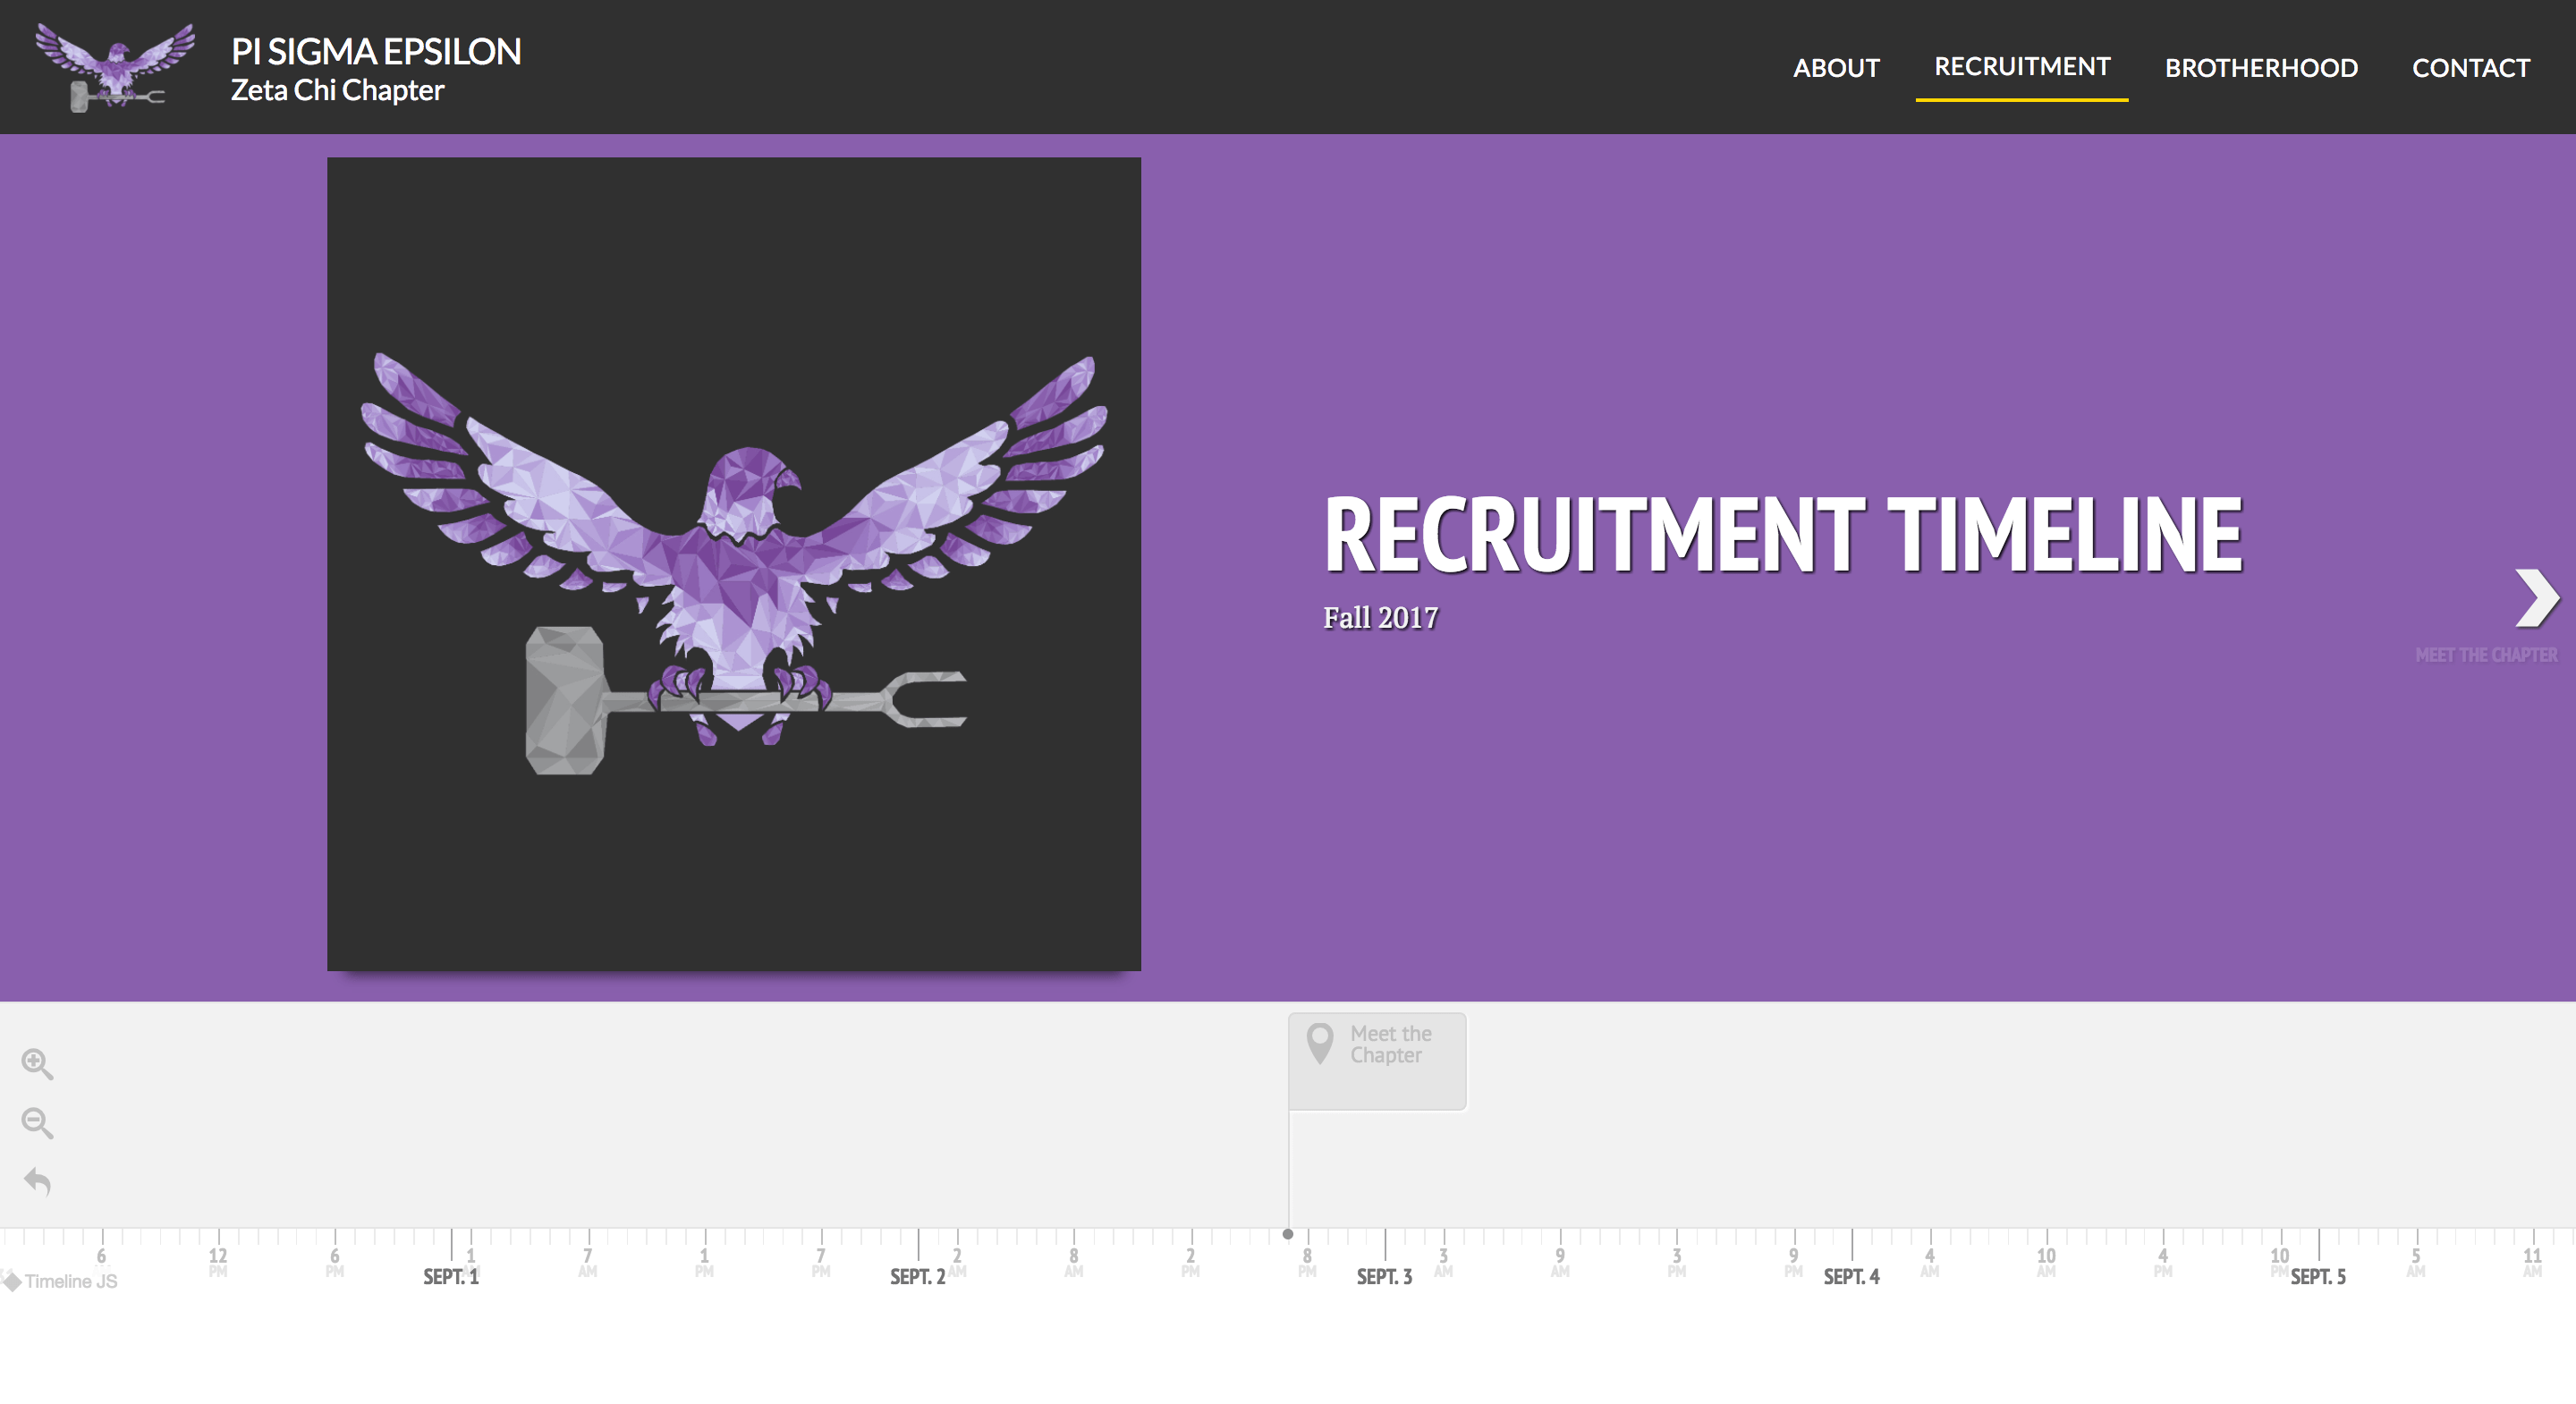 PI SIGMA EPSILON
Zeta Chi Chapter
ABOUT RECRUITMENT BROTHERHOOD CONTACT
RECRUITMENT TIMELINE
Fall 2017
MEET THE CHAPTER
Meet the
Chapter
6 12 6 1 7 1 7 2 8 2 8 3 9 3 9 4 10 4 10 5 11
PM PM AM PM AM AM PM PM AM AM PM PM AM AM PM PM AM AM
SEPT. 1 SEPT. 2 SEPT. 3 SEPT. 4 SEPT. 5
Timeline JS